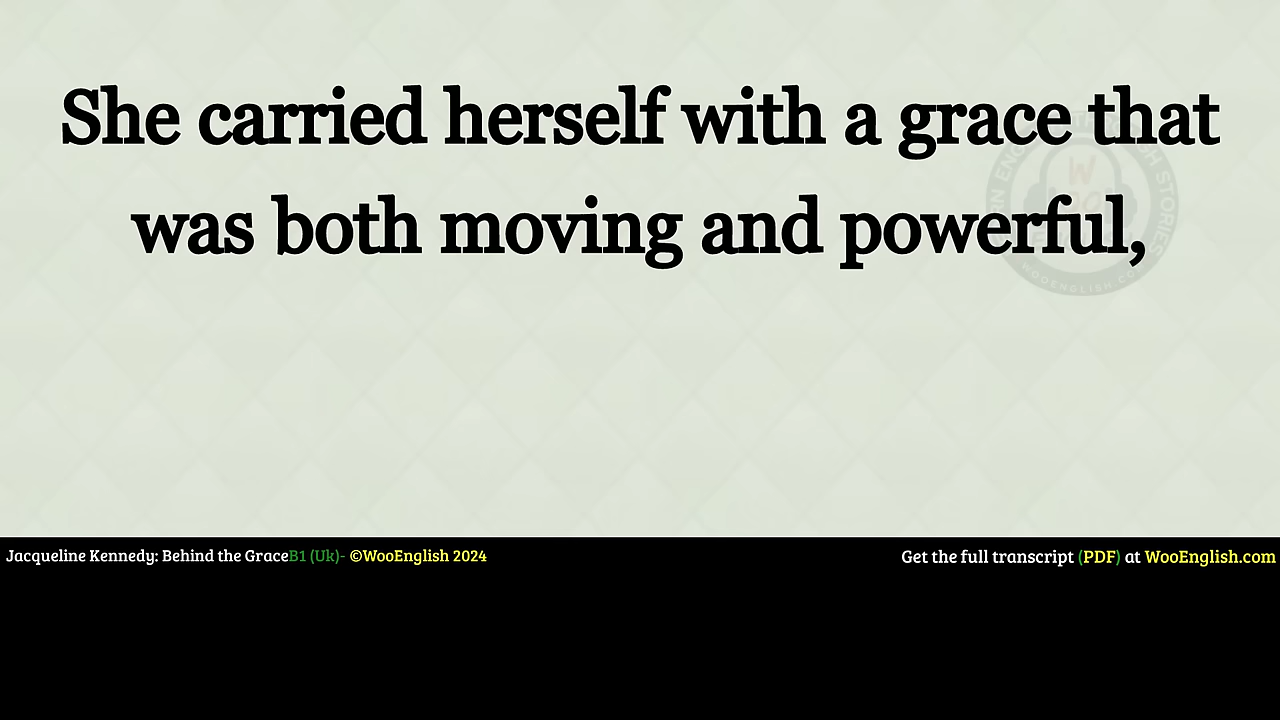 She carried herself with a grace that
was both moving and powerful,
Jacqueline Kennedy: Behind the GraceB1 (Uk)- ©WooEnglish 2024
Get the full transcript (PDF) at WooEnglish.com